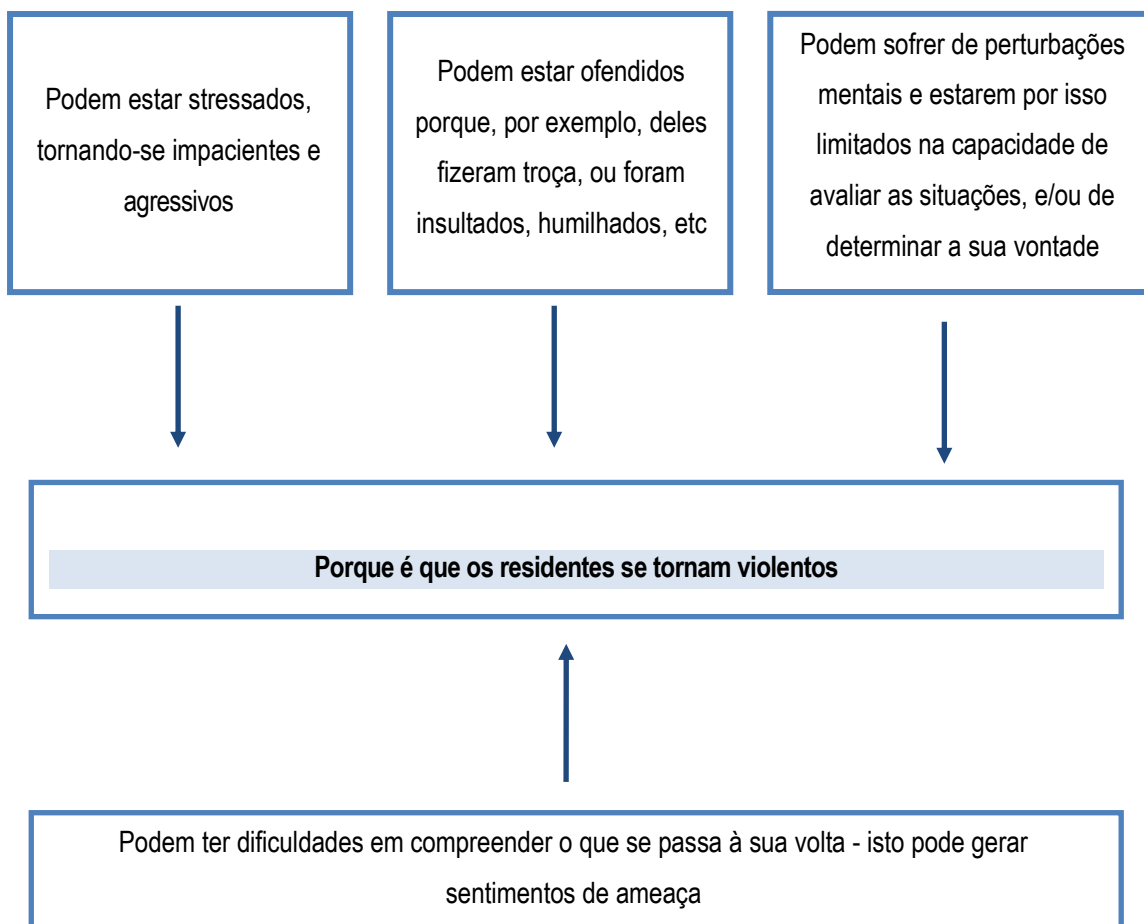 Podem estar stressados,
tornando-se impacientes e
agressivos
Podem estar ofendidos
porque, por exemplo, deles
fizeram troça, ou foram
insultados, humilhados, etc
Podem sofrer de perturbações
mentais e estarem por isso
limitados na capacidade de
avaliar as situações, e/ou de
determinar a sua vontade
Porque é que os residentes se tornam violentos
Podem ter dificuldades em compreender o que se passa à sua volta - isto pode gerar
sentimentos de ameaça